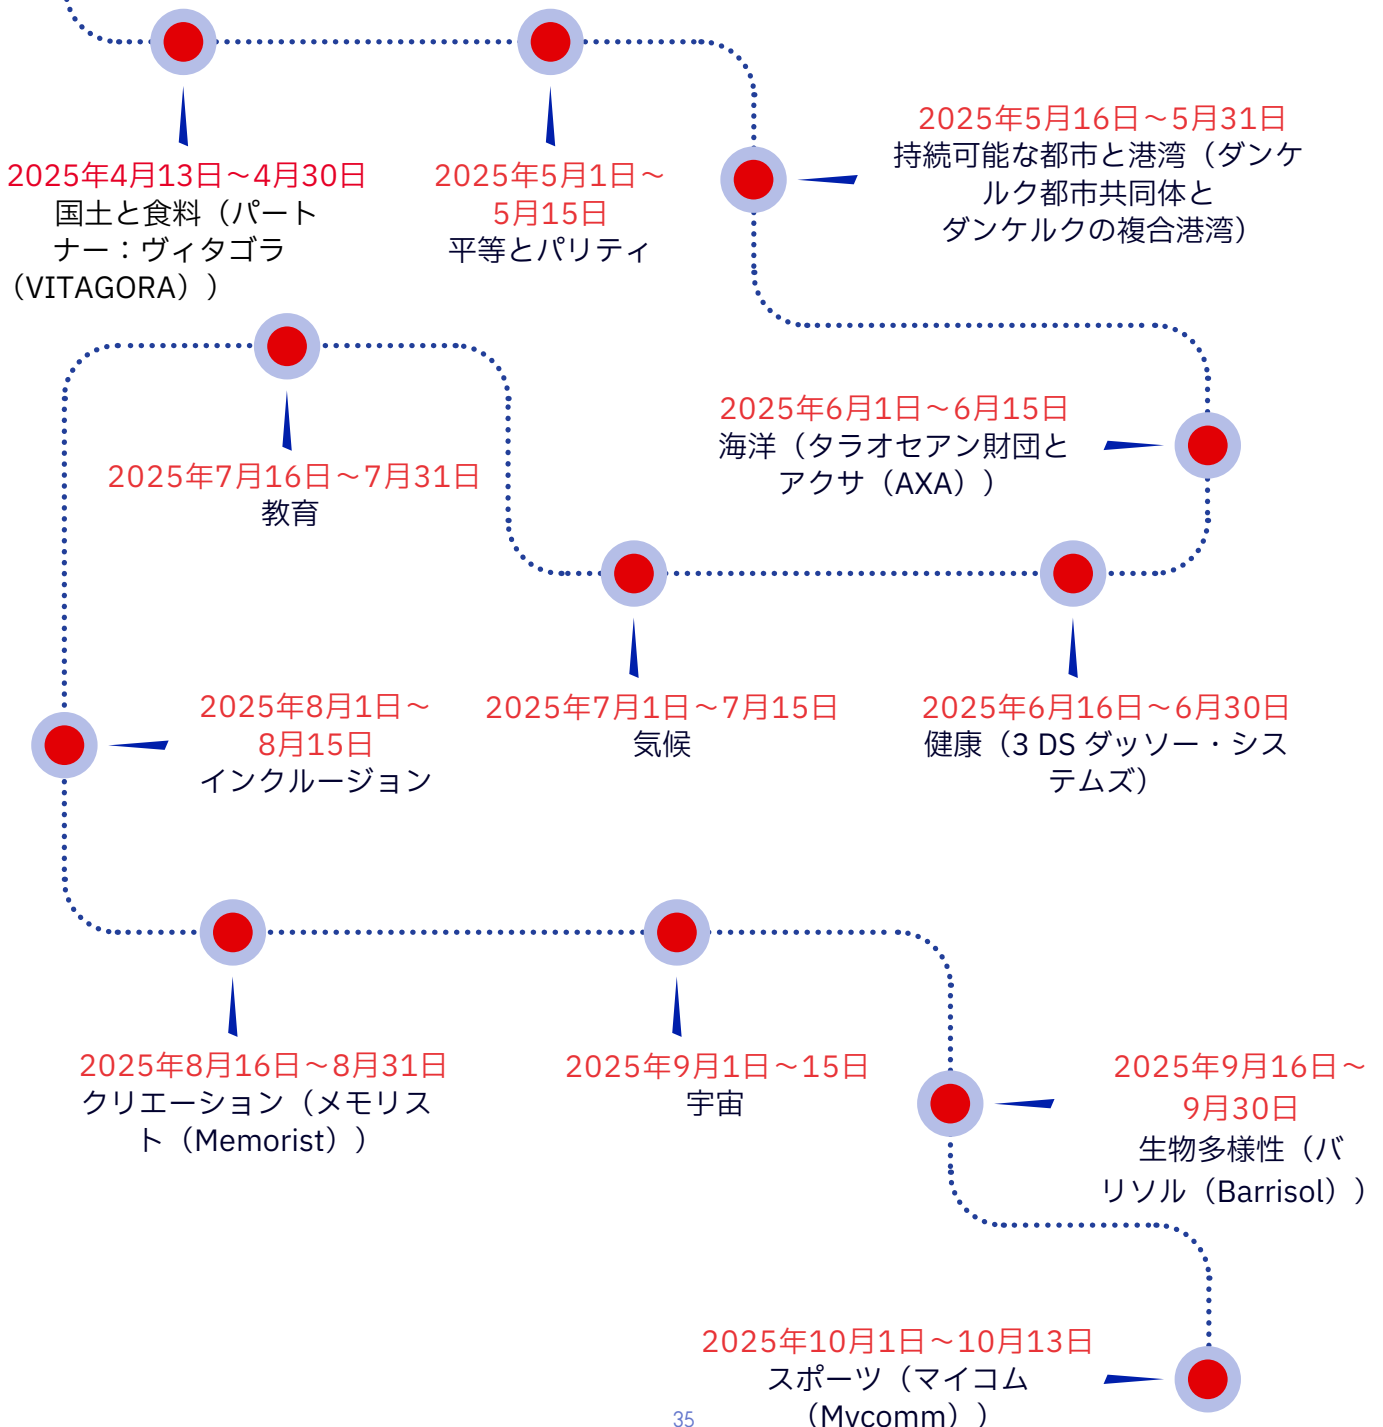 2025年4月13日～4月30日
国土と食料（パート
ナー：ヴィタゴラ
（VITAGORA））
2025年5月1日～
5月15日
平等とパリティ
2025年5月16日～5月31日
持続可能な都市と港湾（ダンケ
ルク都市共同体と
ダンケルクの複合港湾）
2025年6月1日～6月15日
海洋（タラオセアン財団と
アクサ（AXA））
2025年6月16日～6月30日
健康（3 DS ダッソー・シス
テムズ）
2025年7月1日～7月15日
気候
2025年7月16日～7月31日
教育
2025年8月1日～
8月15日
インクルージョン
2025年8月16日～8月31日
クリエーション（メモリス
ト（Memorist））
2025年9月1日～15日
宇宙
2025年9月16日～
9月30日
生物多様性（バ
リソル（Barrisol））
2025年10月1日～10月13日
スポーツ（マイコム
（Mycomm））
35